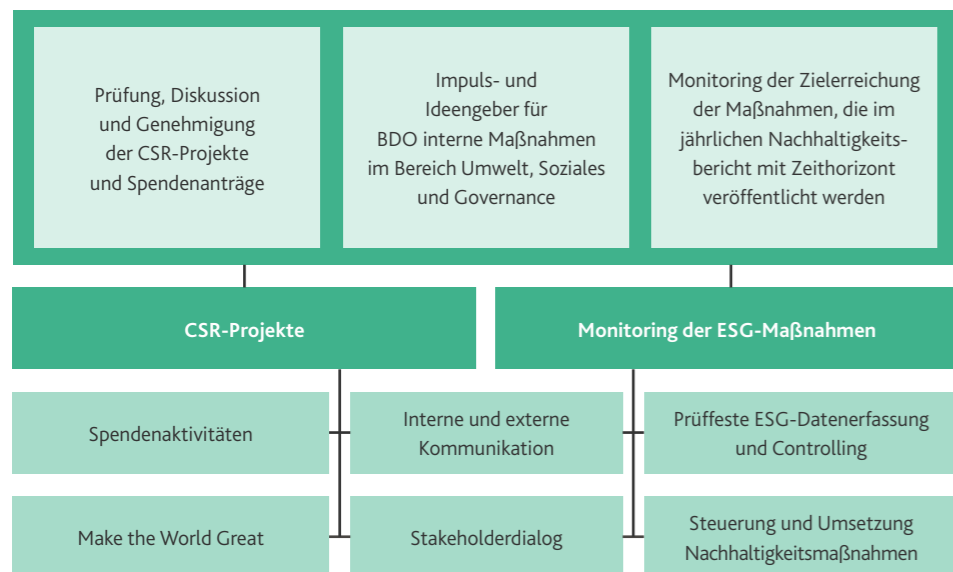 Prüfung, Diskussion
und Genehmigung
der CSR-Projekte
und Spendenanträge
Impuls- und
Ideengeber für
BDO interne Maßnahmen
im Bereich Umwelt, Soziales
und Governance
Monitoring der Zielerreichung
der Maßnahmen, die im
jährlichen Nachhaltigkeits-
bericht mit Zeithorizont
veröffentlicht werden
CSR-Projekte
Monitoring der ESG-Maßnahmen
Spendenaktivitäten
Interne und externe
Kommunikation
Prüffeste ESG-Datenerfassung
und Controlling
Make the World Great
Stakeholderdialog
Steuerung und Umsetzung
Nachhaltigkeitsmaßnahmen